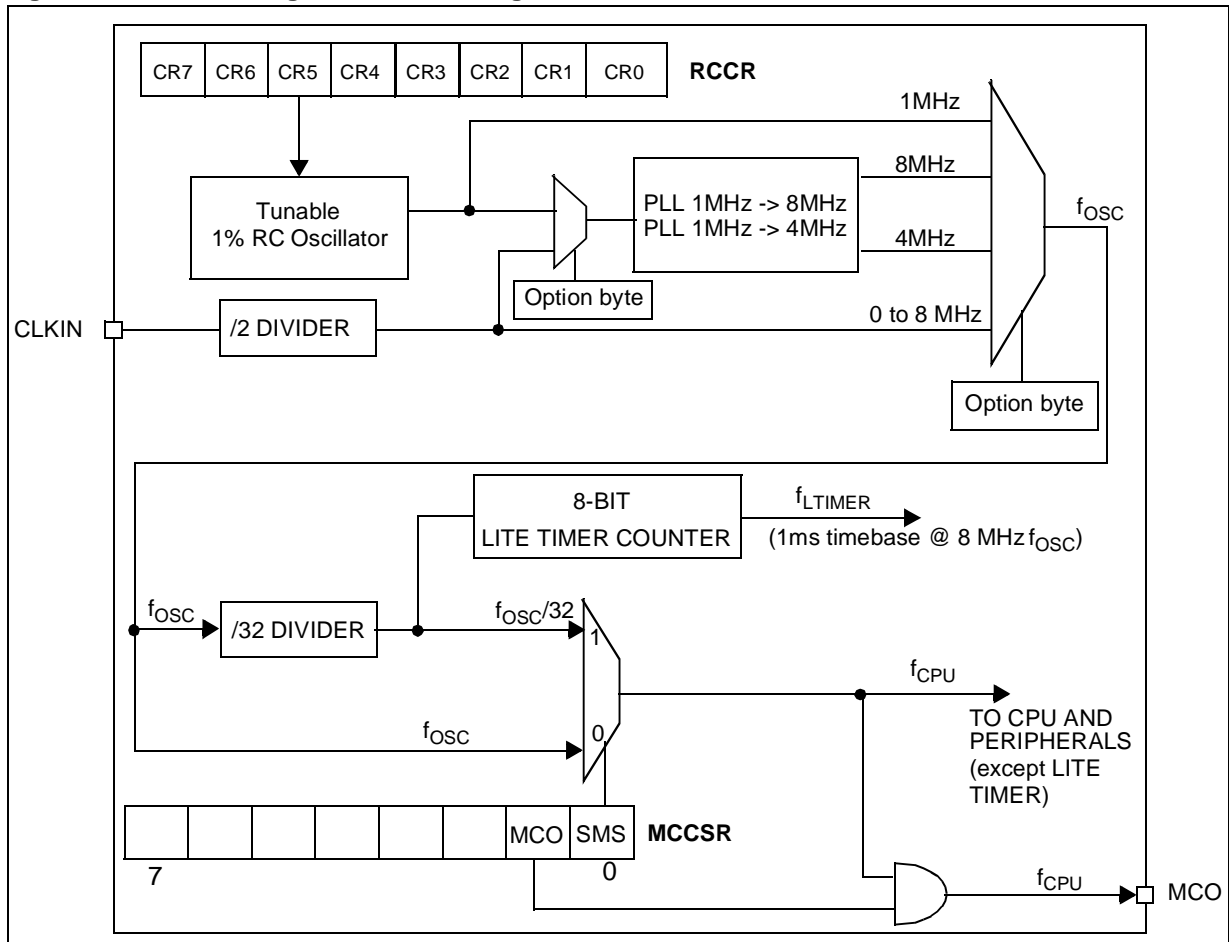 CR7 CR6 CR5 CR4 CR3 CR2 CR1 CR0 RCCR
1MHz
8MHz
Tunable
1% RC Oscillator
PLL 1MHz -> 8MHz
PLL 1MHz -> 4MHz
fOSC
4MHz
Option byte
CLKIN
/2 DIVIDER
0 to 8 MHz
Option byte
8-BIT
LITE TIMER COUNTER
fLTIMER
(1ms timebase @ 8 MHz fOSC)
fOSC
/32 DIVIDER
fOSC/32
1
fCPU
TO CPU AND
PERIPHERALS
(except LITE
TIMER)
fOSC
0
MCO SMS MCCSR
7 0
fCPU
MCO